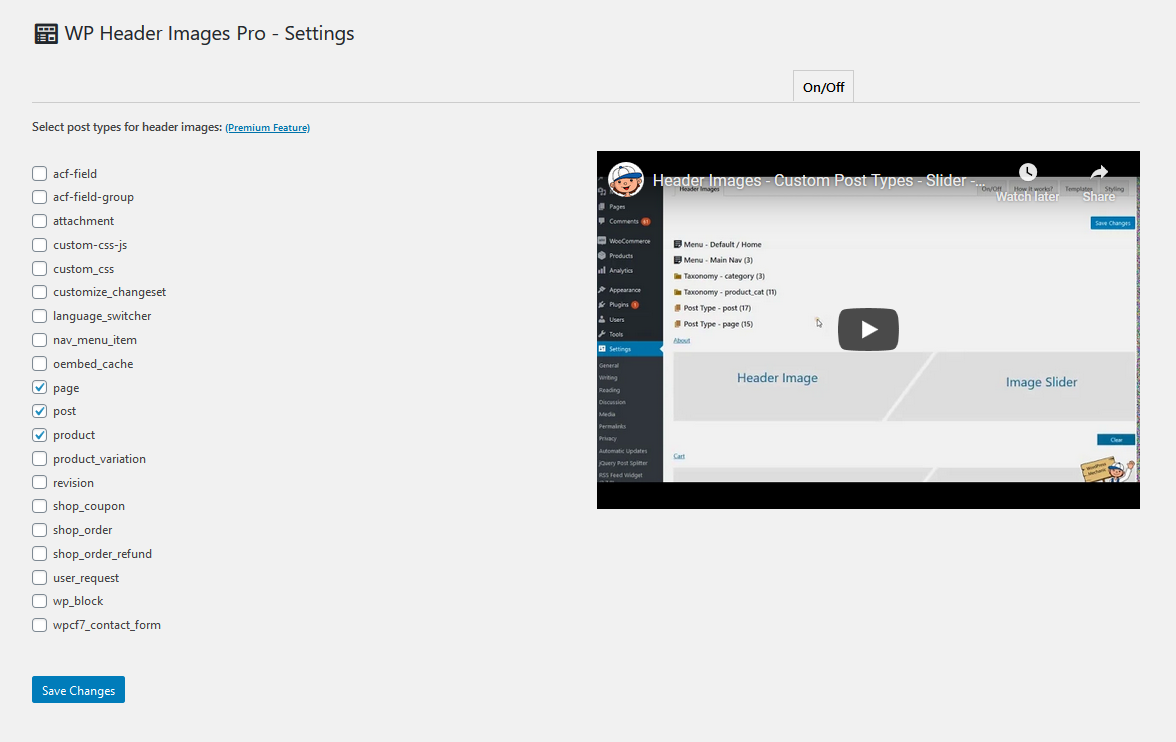 WP Header Images Pro - Settings
On/Off
Select post types for header images: (Premium Feature)
acf-field
acf-field-group
attachment
custom-css-js
custom_css
customize_changeset
language_switcher
nav_menu_item
oembed_cache
page
post
product
product_variation
revision
shop_coupon
shop_order
shop_order_refund
user_request
wp_block
wpcf7_contact_form
Save Changes
Header Images - Custom Post Types - Slider -...
Watch later
Share
Header Images
On/Off
How it works?
Templates
Styling
Save Changes
Pages
Comments
WooCommerce
Products
Analytics
Appearance
Plugins 1
Users
Tools
Settings
General
Writing
Reading
Discussion
Media
Permalinks
Privacy
Automatic Updates
jQuery Post Splitter
RSS Feed Widget
Menu - Default / Home
Menu - Main Nav (3)
Taxonomy - category (3)
Taxonomy - product_cat (11)
Post Type - post (17)
Post Type - page (15)
About
Header Image
Image Slider
Clear
Cart
WordPress
Mechanic